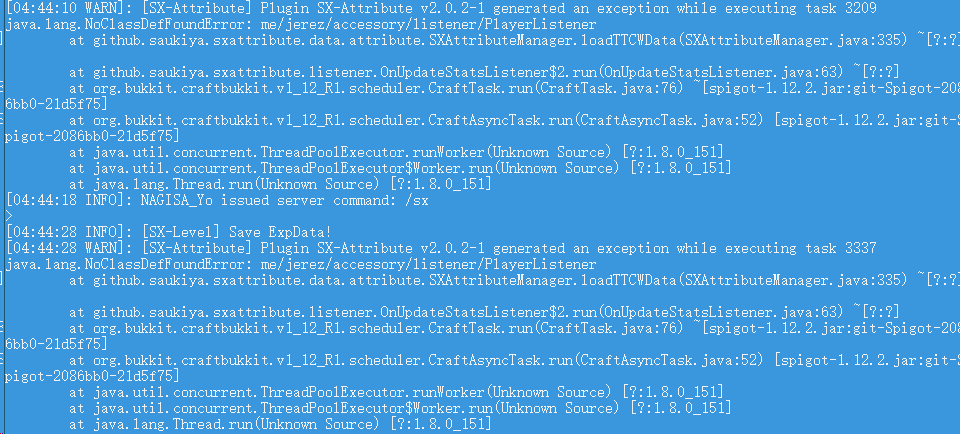 [04:44:10 WARN]: [SX-Attribute] Plugin SX-Attribute v2.0.2-1 generated an exception while executing task 3209
java.lang.NoClassDefFoundError: me/jerez/accessory/listener/PlayerListener
at github.saukiya.sxattribute.data.attribute.SXAttributeManager.loadTTCWData(SXAttributeManager.java:335) ~[?:?]
at github.saukiya.sxattribute.listener.OnUpdateStatsListener$2.run(OnUpdateStatsListener.java:63) ~[?:?]
at org.bukkit.craftbukkit.v1_12_R1.scheduler.CraftTask.run(CraftTask.java:76) ~[spigot-1.12.2.jar:git-Spigot-208
6bb0-21d5f75]
at org.bukkit.craftbukkit.v1_12_R1.scheduler.CraftAsyncTask.run(CraftAsyncTask.java:52) [spigot-1.12.2.jar:git-S
pigot-2086bb0-21d5f75]
at java.util.concurrent.ThreadPoolExecutor.runWorker(Unknown Source) [?:1.8.0_151]
at java.util.concurrent.ThreadPoolExecutor$Worker.run(Unknown Source) [?:1.8.0_151]
at java.lang.Thread.run(Unknown Source) [?:1.8.0_151]
[04:44:18 INFO]: NAGISA_Yo issued server command: /sx
>
[04:44:28 INFO]: [SX-Level] Save ExpData!
[04:44:28 WARN]: [SX-Attribute] Plugin SX-Attribute v2.0.2-1 generated an exception while executing task 3337
java.lang.NoClassDefFoundError: me/jerez/accessory/listener/PlayerListener
at github.saukiya.sxattribute.data.attribute.SXAttributeManager.loadTTCWData(SXAttributeManager.java:335) ~[?:?]
at github.saukiya.sxattribute.listener.OnUpdateStatsListener$2.run(OnUpdateStatsListener.java:63) ~[?:?]
at org.bukkit.craftbukkit.v1_12_R1.scheduler.CraftTask.run(CraftTask.java:76) ~[spigot-1.12.2.jar:git-Spigot-208
6bb0-21d5f75]
at org.bukkit.craftbukkit.v1_12_R1.scheduler.CraftAsyncTask.run(CraftAsyncTask.java:52) [spigot-1.12.2.jar:git-S
pigot-2086bb0-21d5f75]
at java.util.concurrent.ThreadPoolExecutor.runWorker(Unknown Source) [?:1.8.0_151]
at java.util.concurrent.ThreadPoolExecutor$Worker.run(Unknown Source) [?:1.8.0_151]
at java.lang.Thread.run(Unknown Source) [?:1.8.0_151]